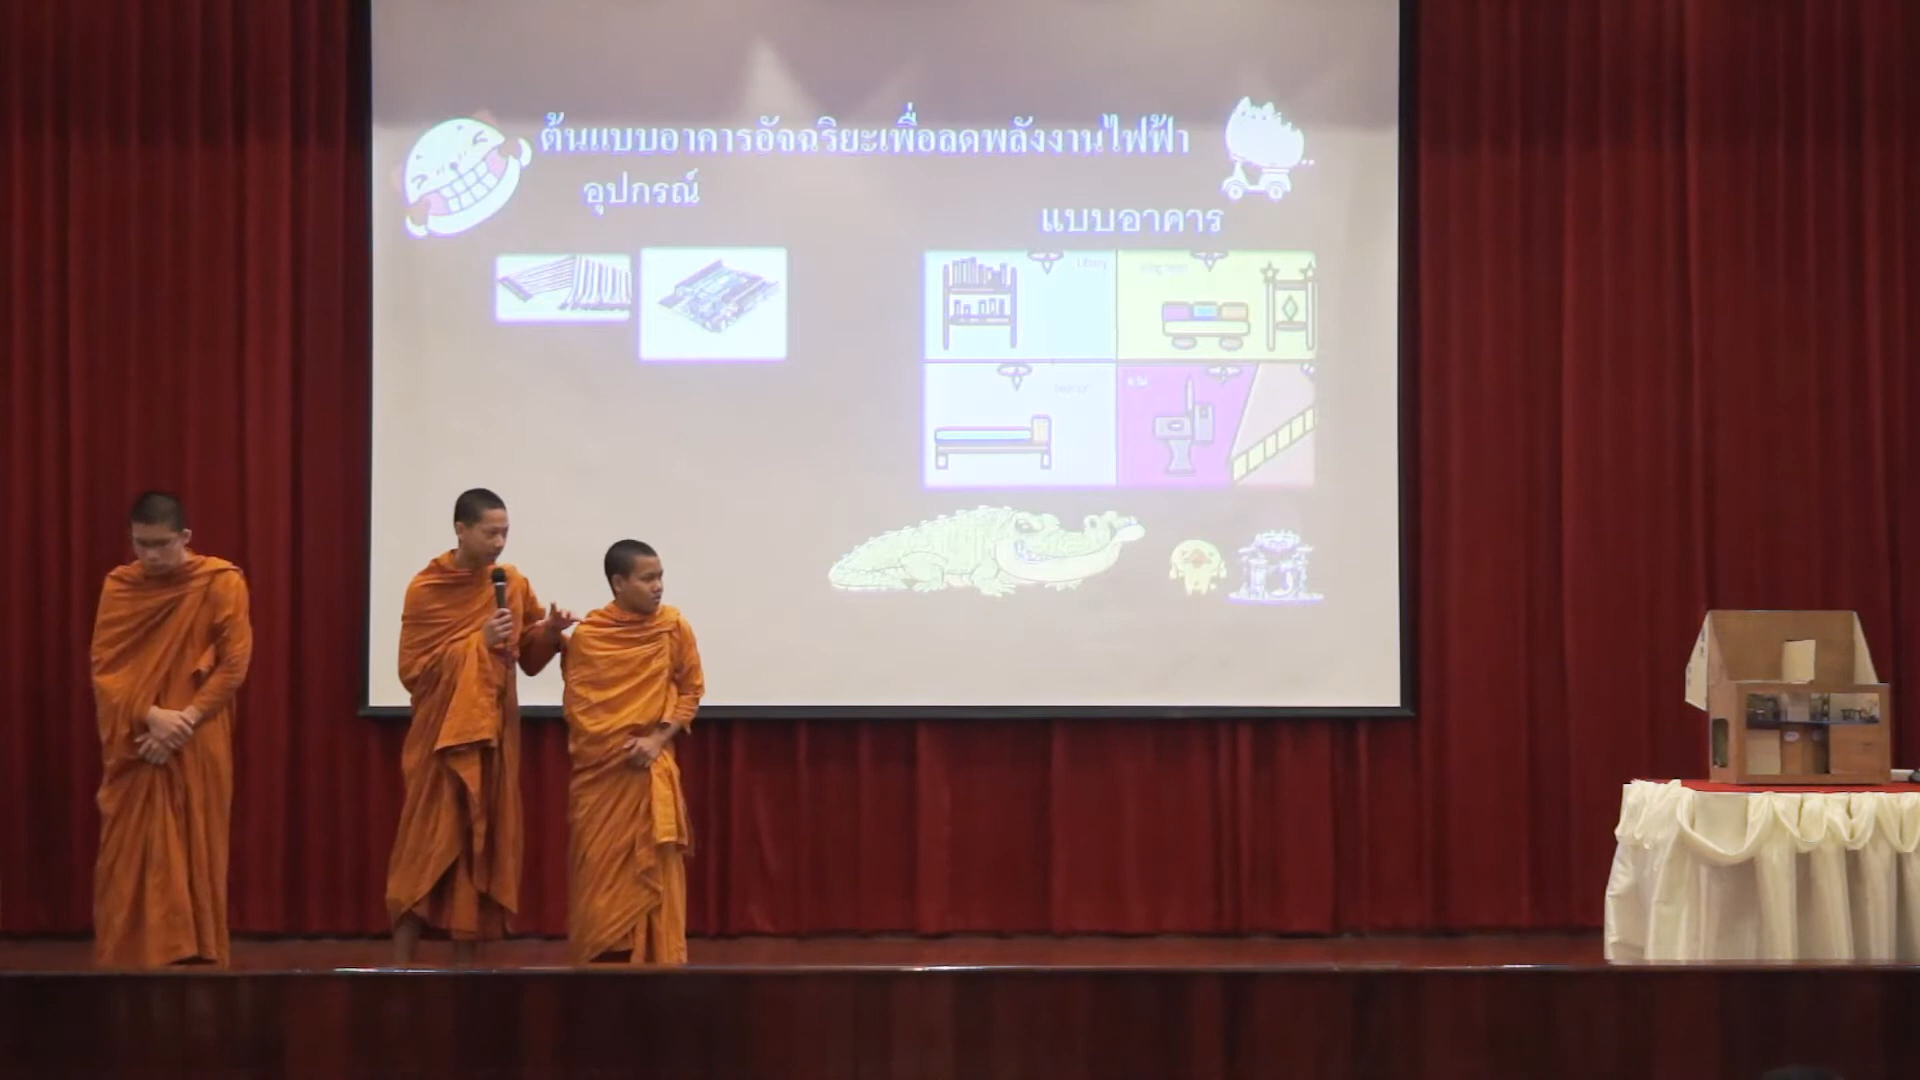 ต้นแบบอาคารอัจฉริยะเพื่อลดพลังงานไฟฟ้า
อุปกรณ์
แบบอาคาร
Library